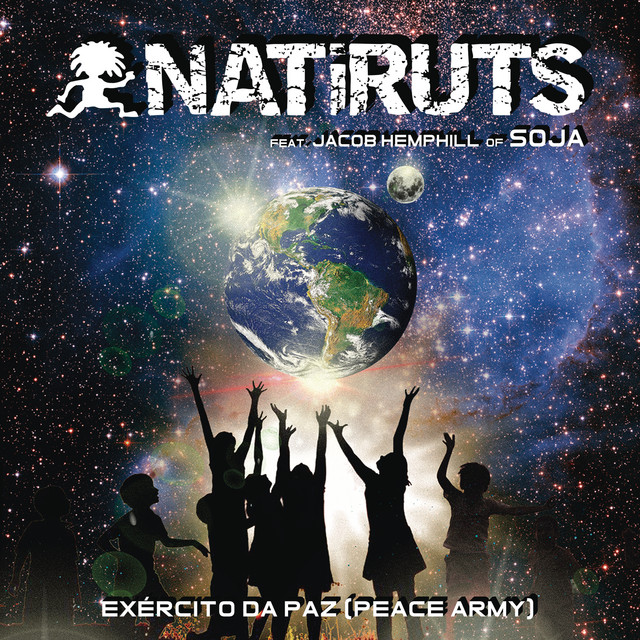 NATiRUTS
FEAT. JACOB HEMPHILL OF SOJA
EXÉRCITO DA PAZ (PEACE ARMY)